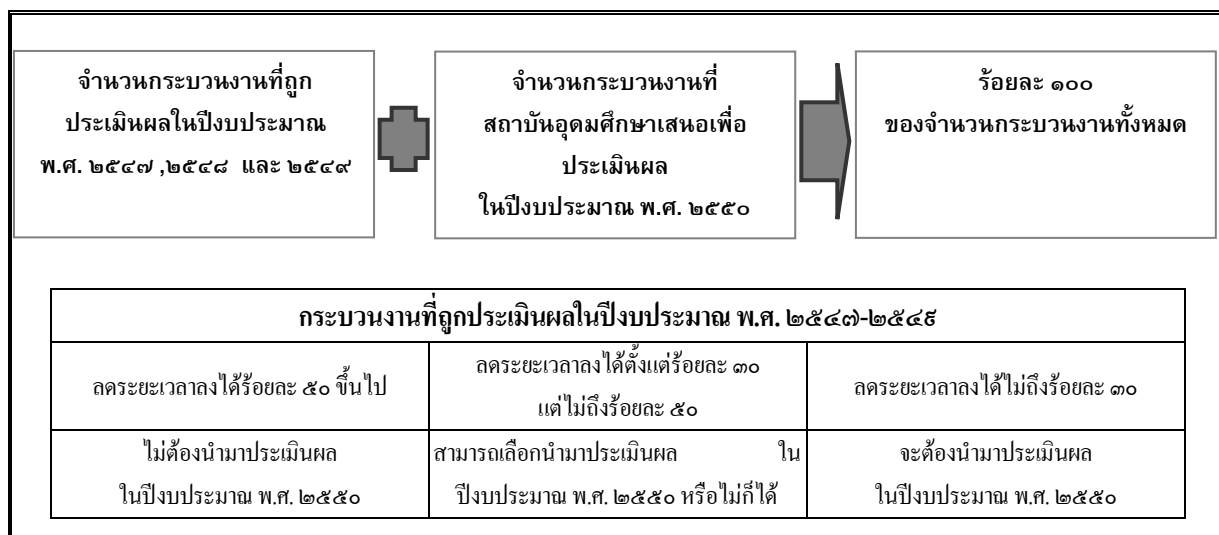 จำนวนกระบวนงานที่ถูก
ประเมินผลในปีงบประมาณ
พ.ศ. ๒๕๔๗ ,๒๕๔๘ และ ๒๕๔๙
จำนวนกระบวนงานที่
สถาบันอุดมศึกษาเสนอเพื่อ
ประเมินผล
ในปีงบประมาณ พ.ศ. ๒๕๕๐
ร้อยละ ๑๐๐
ของจำนวนกระบวนงานทั้งหมด
กระบวนงานที่ถูกประเมินผลในปีงบประมาณ พ.ศ. ๒๕๔๗-๒๕๔๙
ลดระยะเวลาลงได้ร้อยละ ๕๐ ขึ้นไป
ลดระยะเวลาลงได้ตั้งแต่ร้อยละ ๓๐
แต่ไม่ถึงร้อยละ ๕๐
ลดระยะเวลาลงได้ไม่ถึงร้อยละ ๓๐
ไม่ต้องนำมาประเมินผล
ในปีงบประมาณ พ.ศ. ๒๕๕๐
สามารถเลือกนำมาประเมินผล ใน
ปีงบประมาณ พ.ศ. ๒๕๕๐ หรือไม่ก็ได้
จะต้องนำมาประเมินผล
ในปีงบประมาณ พ.ศ. ๒๕๕๐